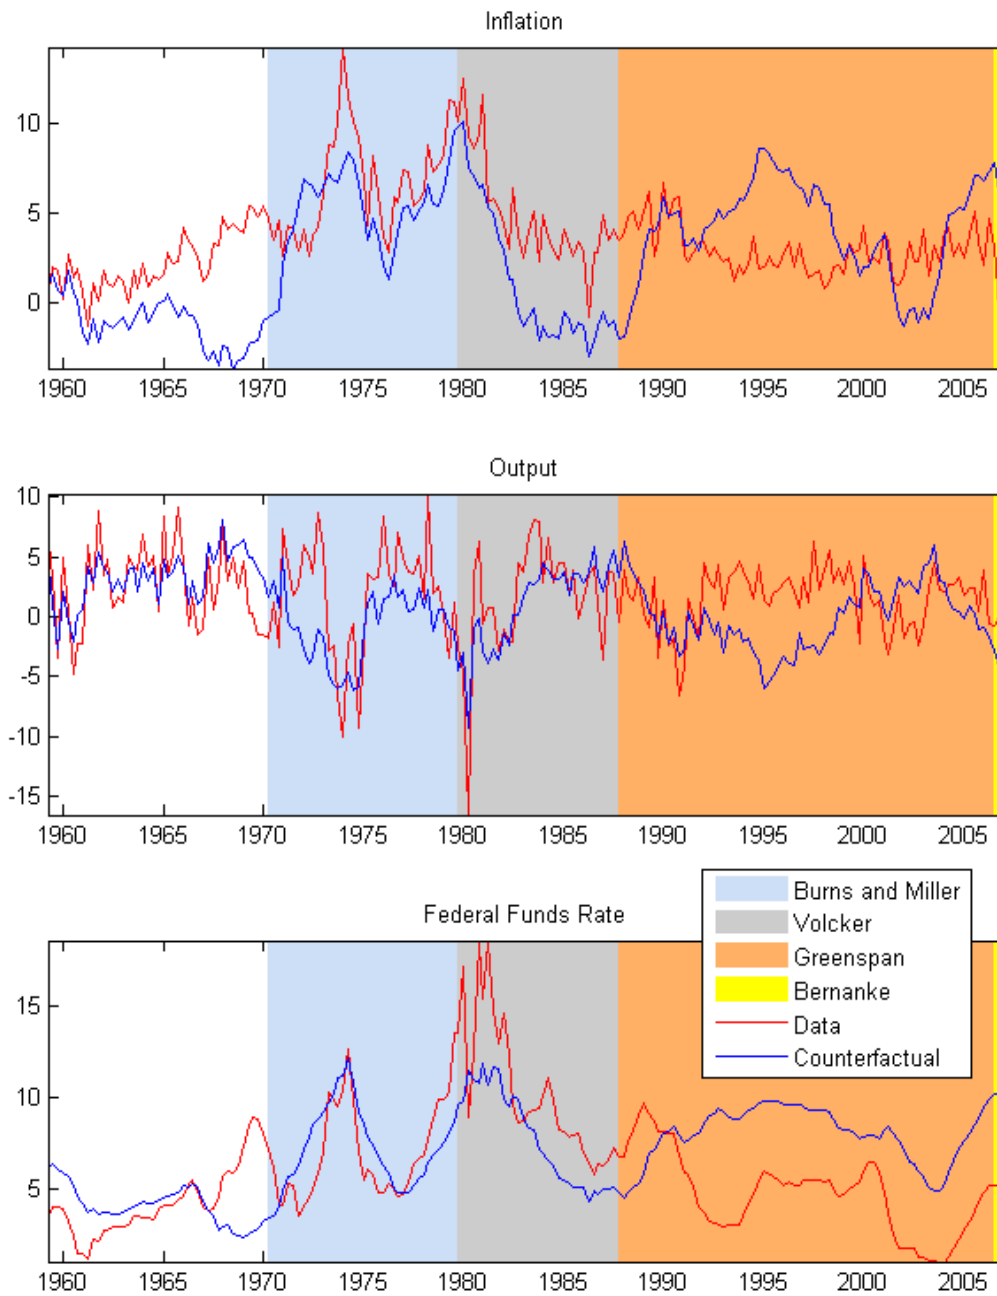 Inflation
10
5
0
1960 1965 1970 1975 1980 1985 1990 1995 2000 2005
Output
10
5
0
-5
-10
-15
1960 1965 1970 1975 1980 1985 1990 1995 2000 2005
Federal Funds Rate
15
10
5
1960 1965 1970 1975 1980 1985 1990 1995 2000 2005
Burns and Miller
Volcker
Greenspan
Bernanke
Data
Counterfactual